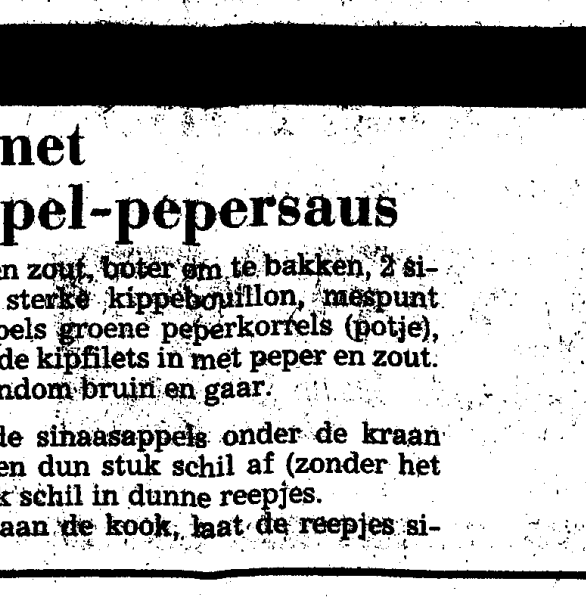 met
pel-pepersaus
en zout, boter om te bakken, 2 si-
sterke kippebouillon, mespunt
pels groene peperkorrels (potje),
de kipfilets in met peper en zout.
ndom bruin en gaar.
de sinaasappels onder de kraan
en dun stuk schil af (zonder het
k schil in dunne reepjes.
aan de kook, laat de reepjes si-